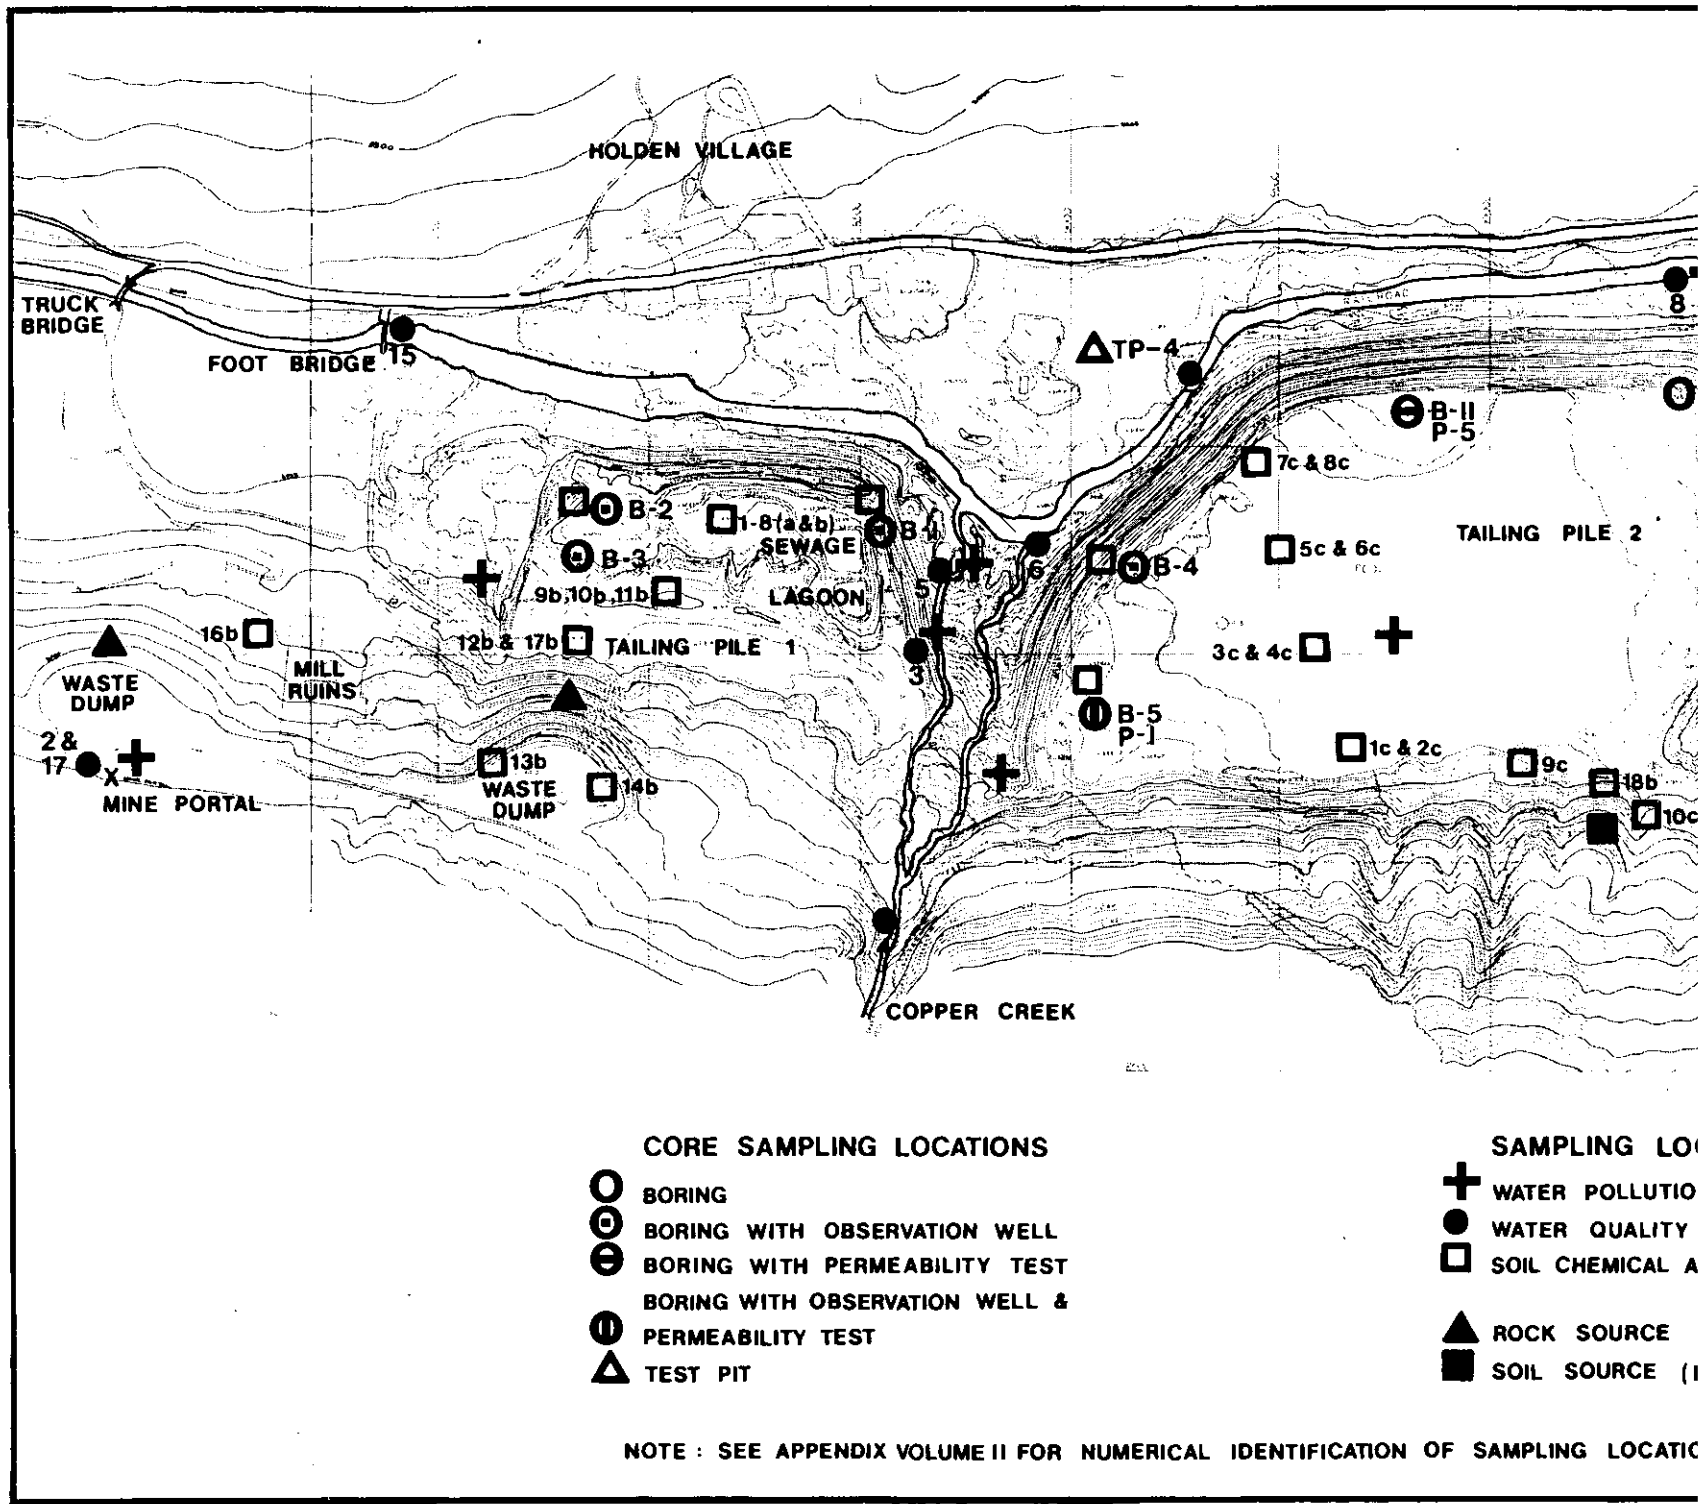 HOLDEN VILLAGE
TRUCK
BRIDGE
FOOT BRIDGE
15
8
TP-4
B-11
P-5
7c & 8c
B-2
1-8 (a & b)
SEWAGE
B-1
TAILING PILE 2
B-3
5
6
B-4
5c & 6c
9b,10b,11b
LAGOON
16b
12b & 17b
TAILING PILE 1
3
3c & 4c
MILL
RUINS
WASTE
DUMP
B-5
P-1
2 &
17
X
MINE PORTAL
13b
WASTE
DUMP
14b
1c & 2c
9c
18b
10c
4
COPPER CREEK
CORE SAMPLING LOCATIONS
BORING
BORING WITH OBSERVATION WELL
BORING WITH PERMEABILITY TEST
BORING WITH OBSERVATION WELL &
PERMEABILITY TEST
TEST PIT
SAMPLING LO
WATER POLLUTIO
WATER QUALITY
SOIL CHEMICAL A
ROCK SOURCE
SOIL SOURCE (
NOTE : SEE APPENDIX VOLUME II FOR NUMERICAL IDENTIFICATION OF SAMPLING LOCATIO